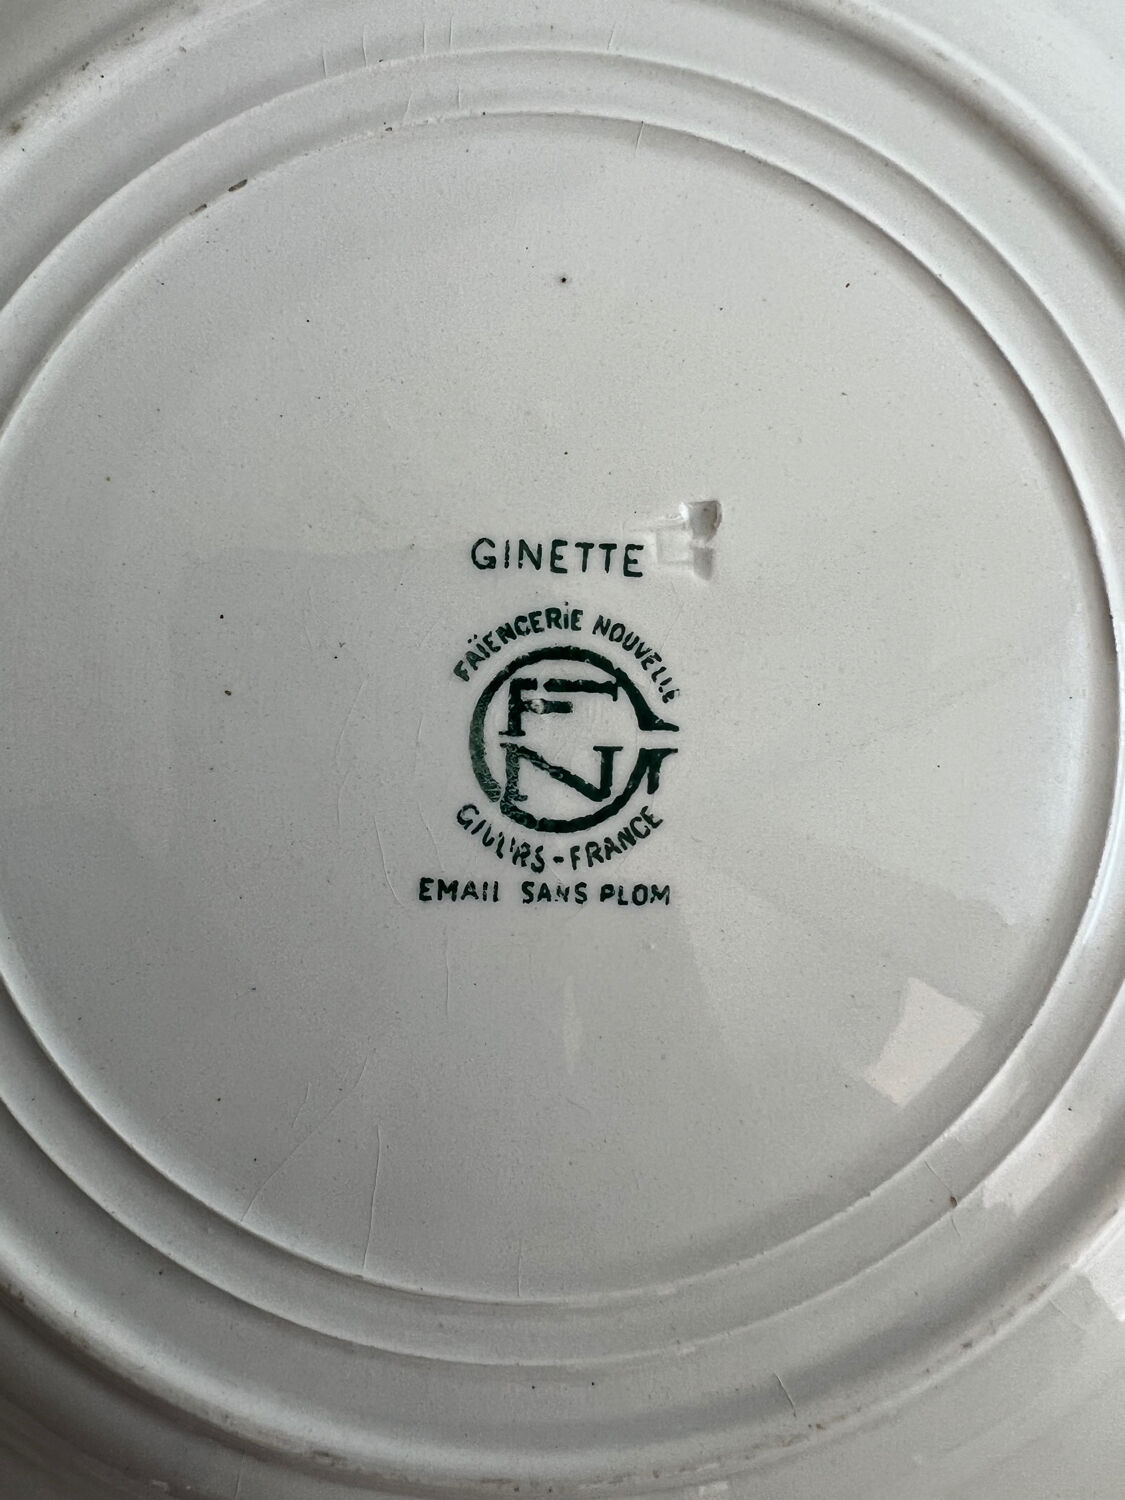 GINETTE
FAÏENCERIE NOUVELLE
FN
GIVORS - FRANCE
EMAIL SANS PLOM